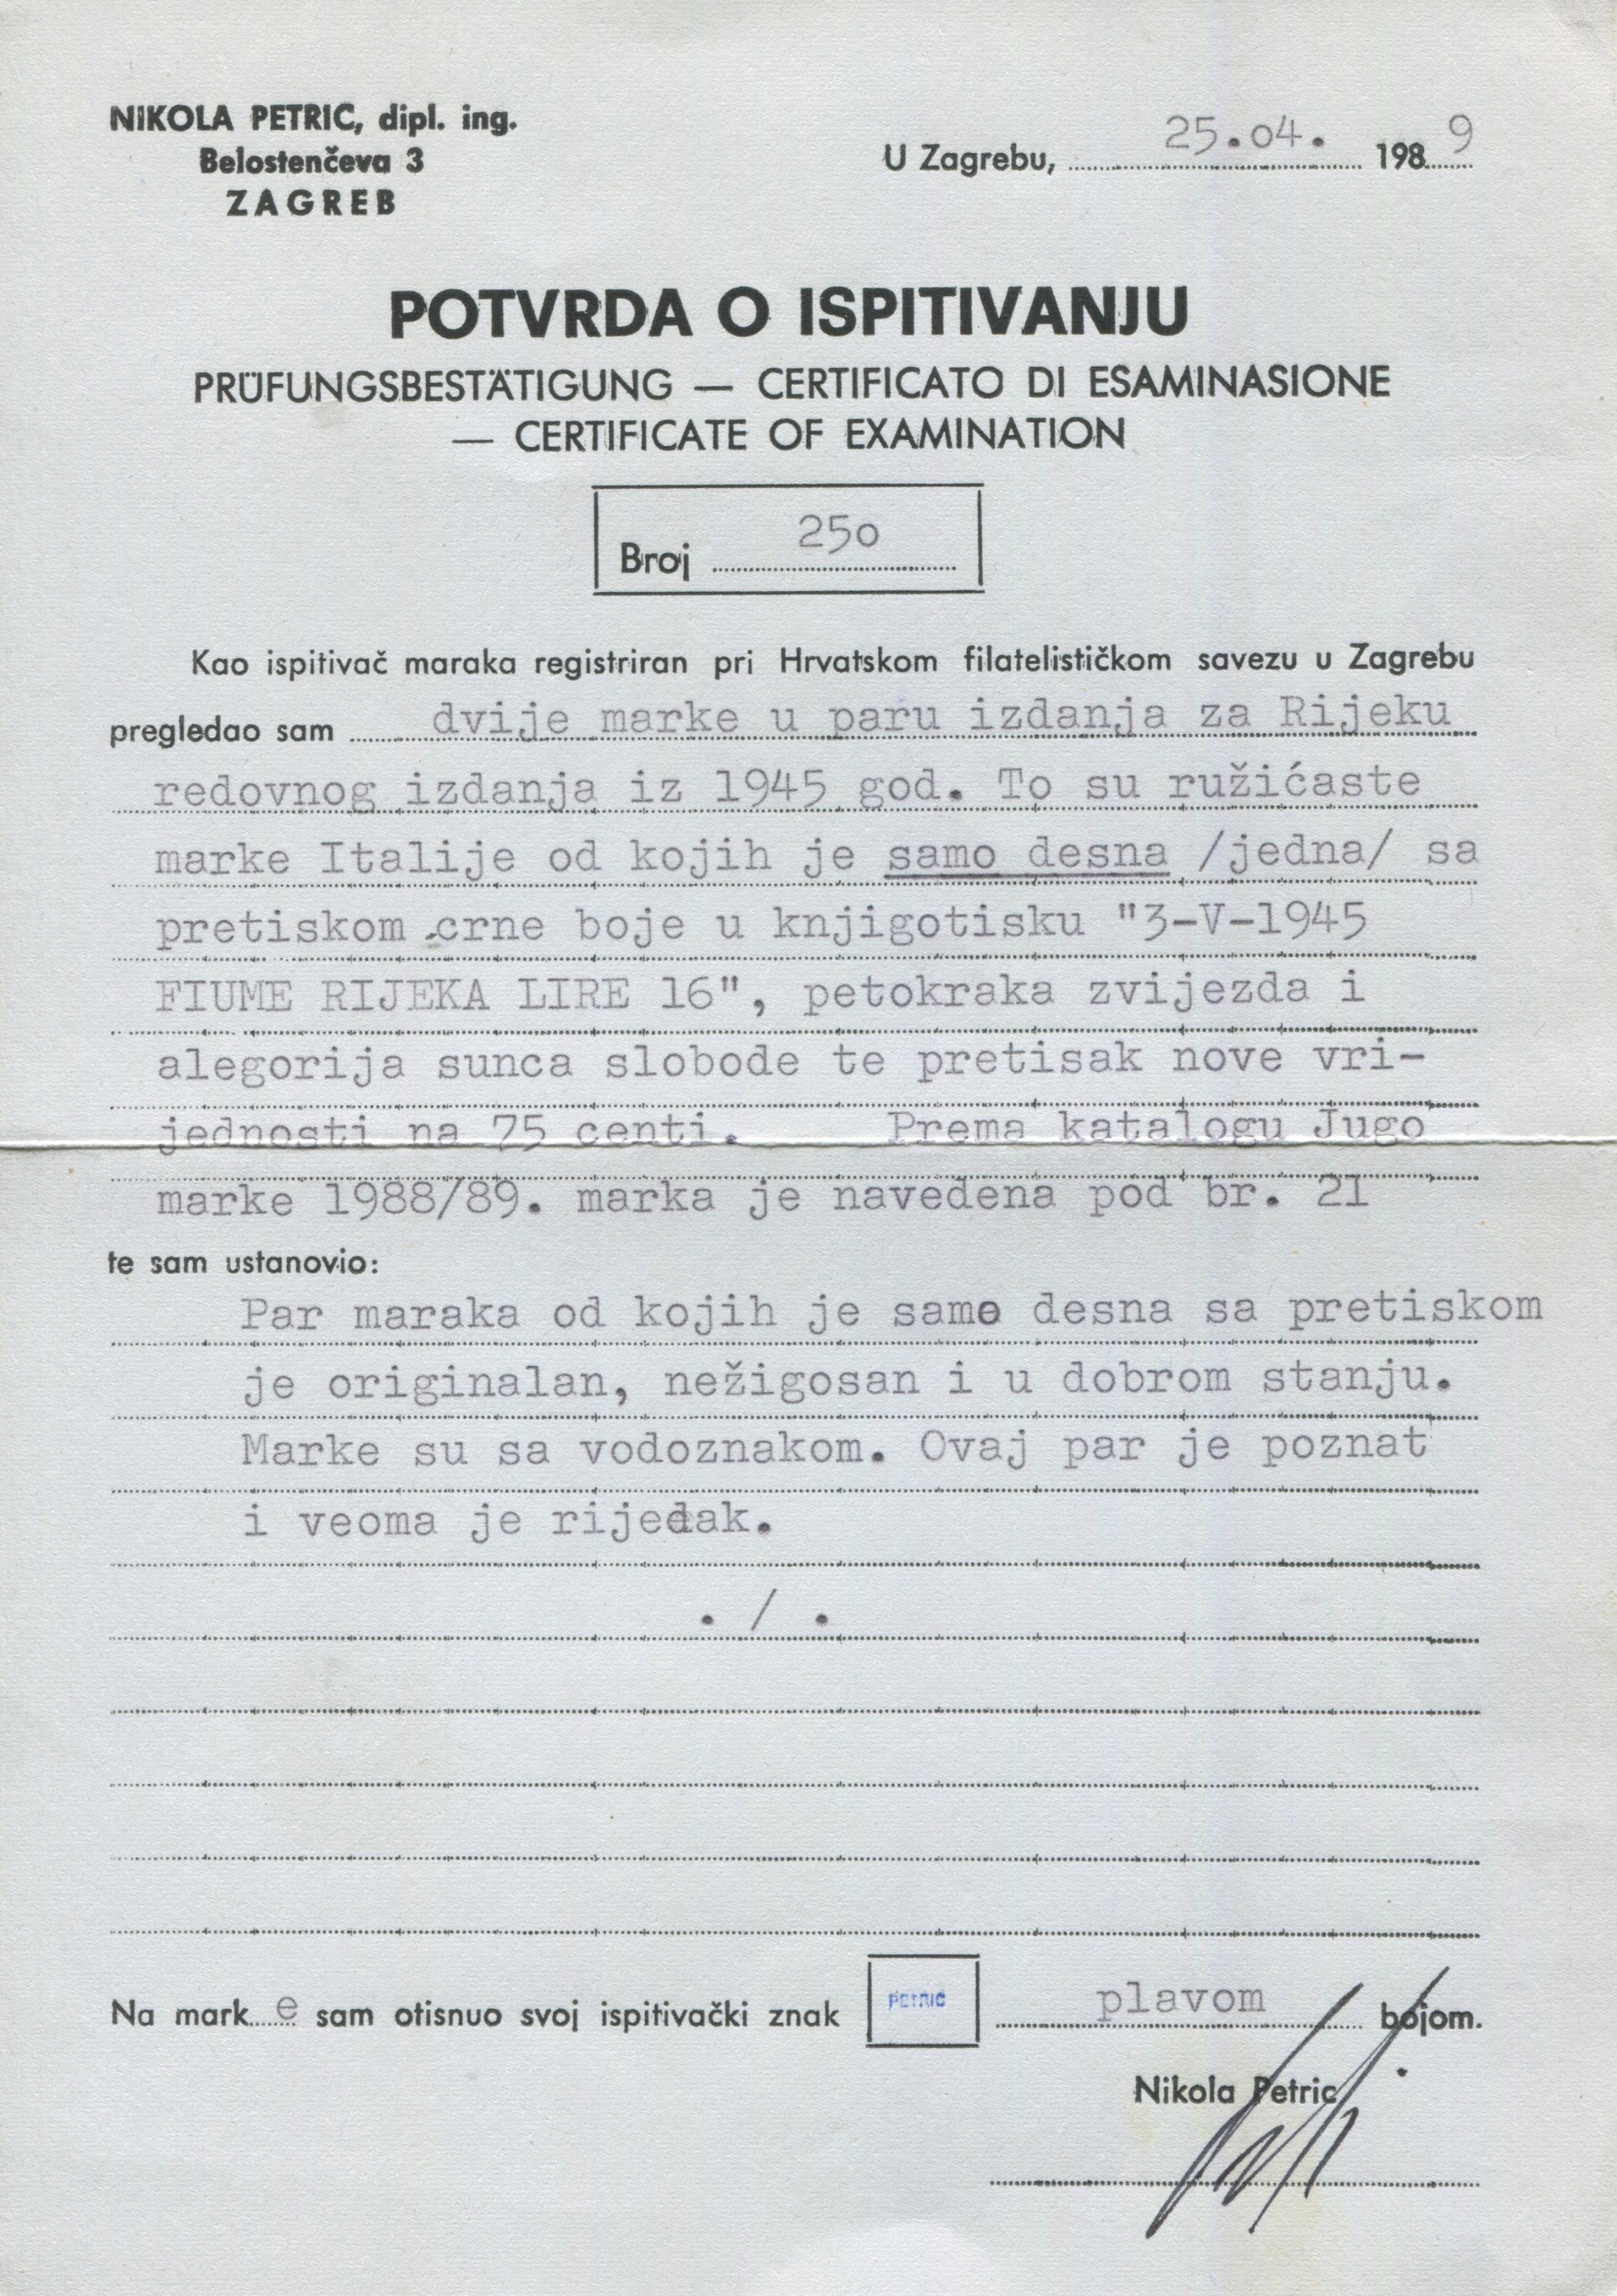 NIKOLA PETRIC, dipl. ing.
Belostenčeva 3
ZAGREB
U Zagrebu, 25.04. 1989
POTVRDA O ISPITIVANJU
PRÜFUNGSBESTÄTIGUNG — CERTIFICATO DI ESAMINASIONE
— CERTIFICATE OF EXAMINATION
Broj 25o
Kao ispitivač maraka registriran pri Hrvatskom filatelističkom savezu u Zagrebu
pregledao sam dvije marke u paru izdanja za Rijeku
redovnog izdanja iz 1945 god. To su ružićaste
marke Italije od kojih je samo desna /jedna/ sa
pretiskom crne boje u knjigotisku "3-V-1945
FIUME RIJEKA LIRE 16", petokraka zvijezda i
alegorija sunca slobode te pretisak nove vri-
jednosti na 75 centi. Prema katalogu Jugo
marke 1988/89. marka je navedena pod br. 21
te sam ustanovio:
Par maraka od kojih je samo desna sa pretiskom
je originalan, nežigosan i u dobrom stanju.
Marke su sa vodoznakom. Ovaj par je poznat
i veoma je rijedak.
. / .
Na marke sam otisnuo svoj ispitivački znak PETRIC plavom bojom.
Nikola Petric